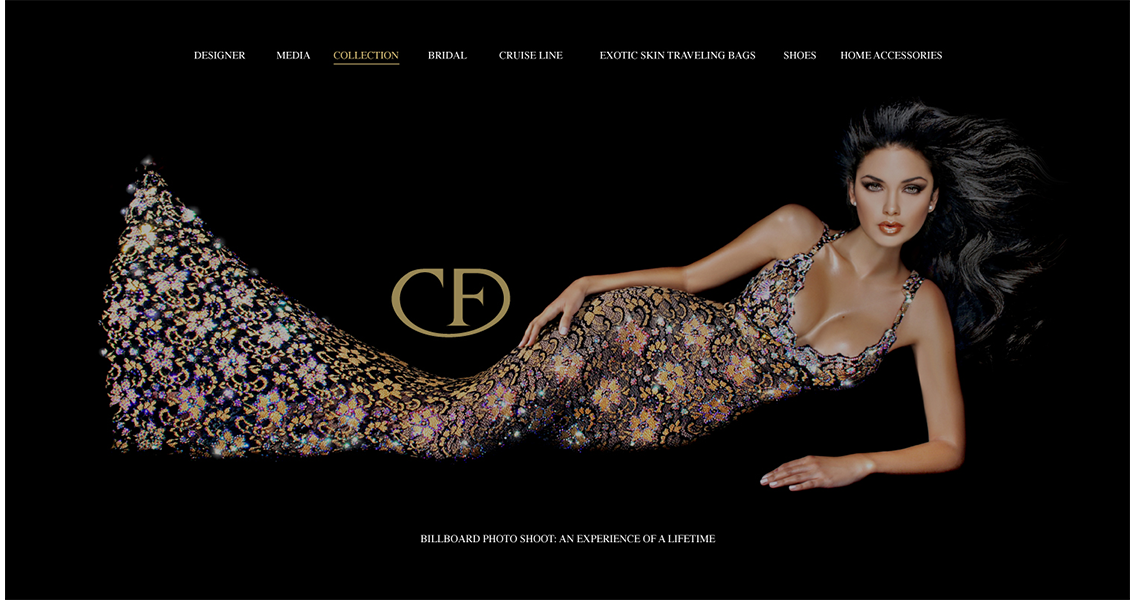 DESIGNER MEDIA COLLECTION BRIDAL CRUISE LINE EXOTIC SKIN TRAVELING BAGS SHOES HOME ACCESSORIES
CFD
BILLBOARD PHOTO SHOOT: AN EXPERIENCE OF A LIFETIME